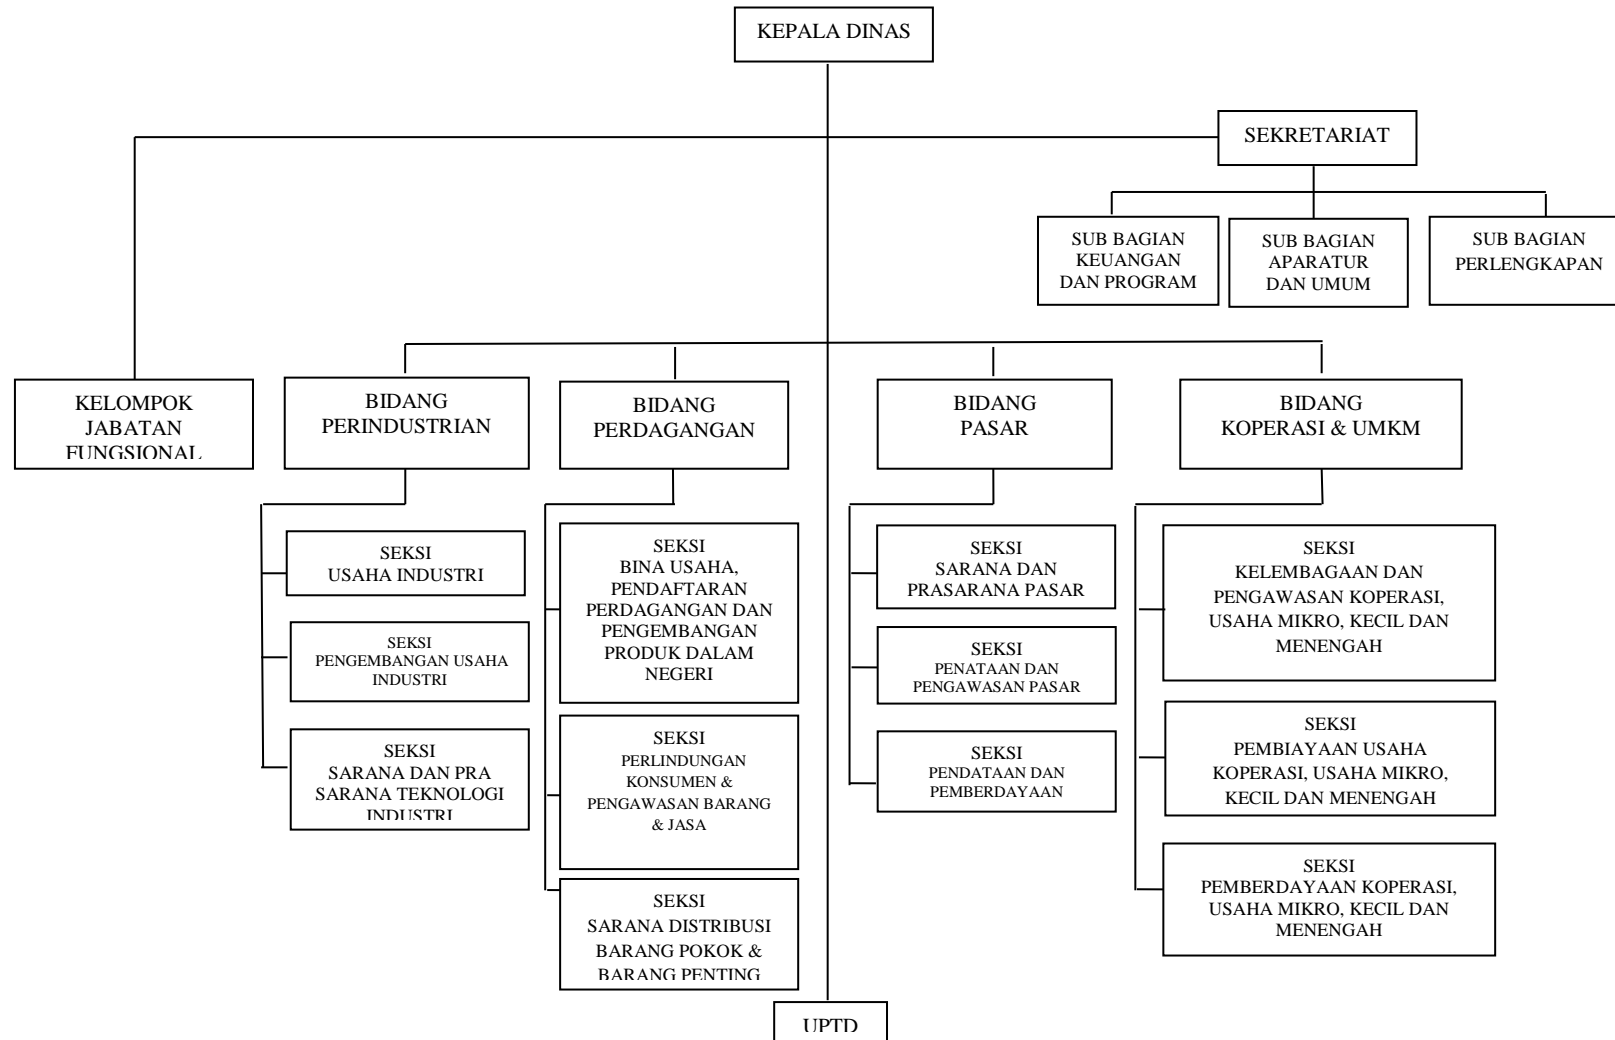 KEPALA DINAS
SEKRETARIAT
SUB BAGIAN
KEUANGAN
DAN PROGRAM
SUB BAGIAN
APARATUR
DAN UMUM
SUB BAGIAN
PERLENGKAPAN
KELOMPOK
JABATAN
FUNGSIONAL
BIDANG
PERINDUSTRIAN
BIDANG
PERDAGANGAN
BIDANG
PASAR
BIDANG
KOPERASI & UMKM
SEKSI
USAHA INDUSTRI
SEKSI
PENGEMBANGAN USAHA
INDUSTRI
SEKSI
SARANA DAN PRA
SARANA TEKNOLOGI
INDUSTRI
SEKSI
BINA USAHA,
PENDAFTARAN
PERDAGANGAN DAN
PENGEMBANGAN
PRODUK DALAM
NEGERI
SEKSI
PERLINDUNGAN
KONSUMEN &
PENGAWASAN BARANG
& JASA
SEKSI
SARANA DISTRIBUSI
BARANG POKOK &
BARANG PENTING
SEKSI
SARANA DAN
PRASARANA PASAR
SEKSI
PENATAAN DAN
PENGAWASAN PASAR
SEKSI
PENDATAAN DAN
PEMBERDAYAAN
SEKSI
KELEMBAGAAN DAN
PENGAWASAN KOPERASI,
USAHA MIKRO, KECIL DAN
MENENGAH
SEKSI
PEMBIAYAAN USAHA
KOPERASI, USAHA MIKRO,
KECIL DAN MENENGAH
SEKSI
PEMBERDAYAAN KOPERASI,
USAHA MIKRO, KECIL DAN
MENENGAH
UPTD